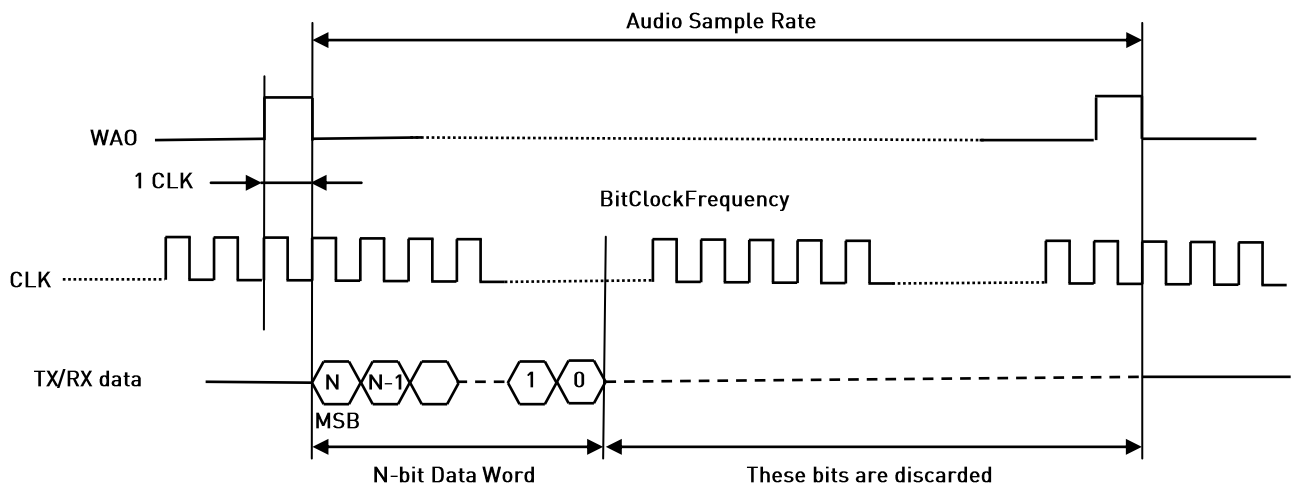 Audio Sample Rate
WAO
1 CLK
BitClockFrequency
CLK
TX/RX data
N
N-1
1
0
MSB
N-bit Data Word
These bits are discarded